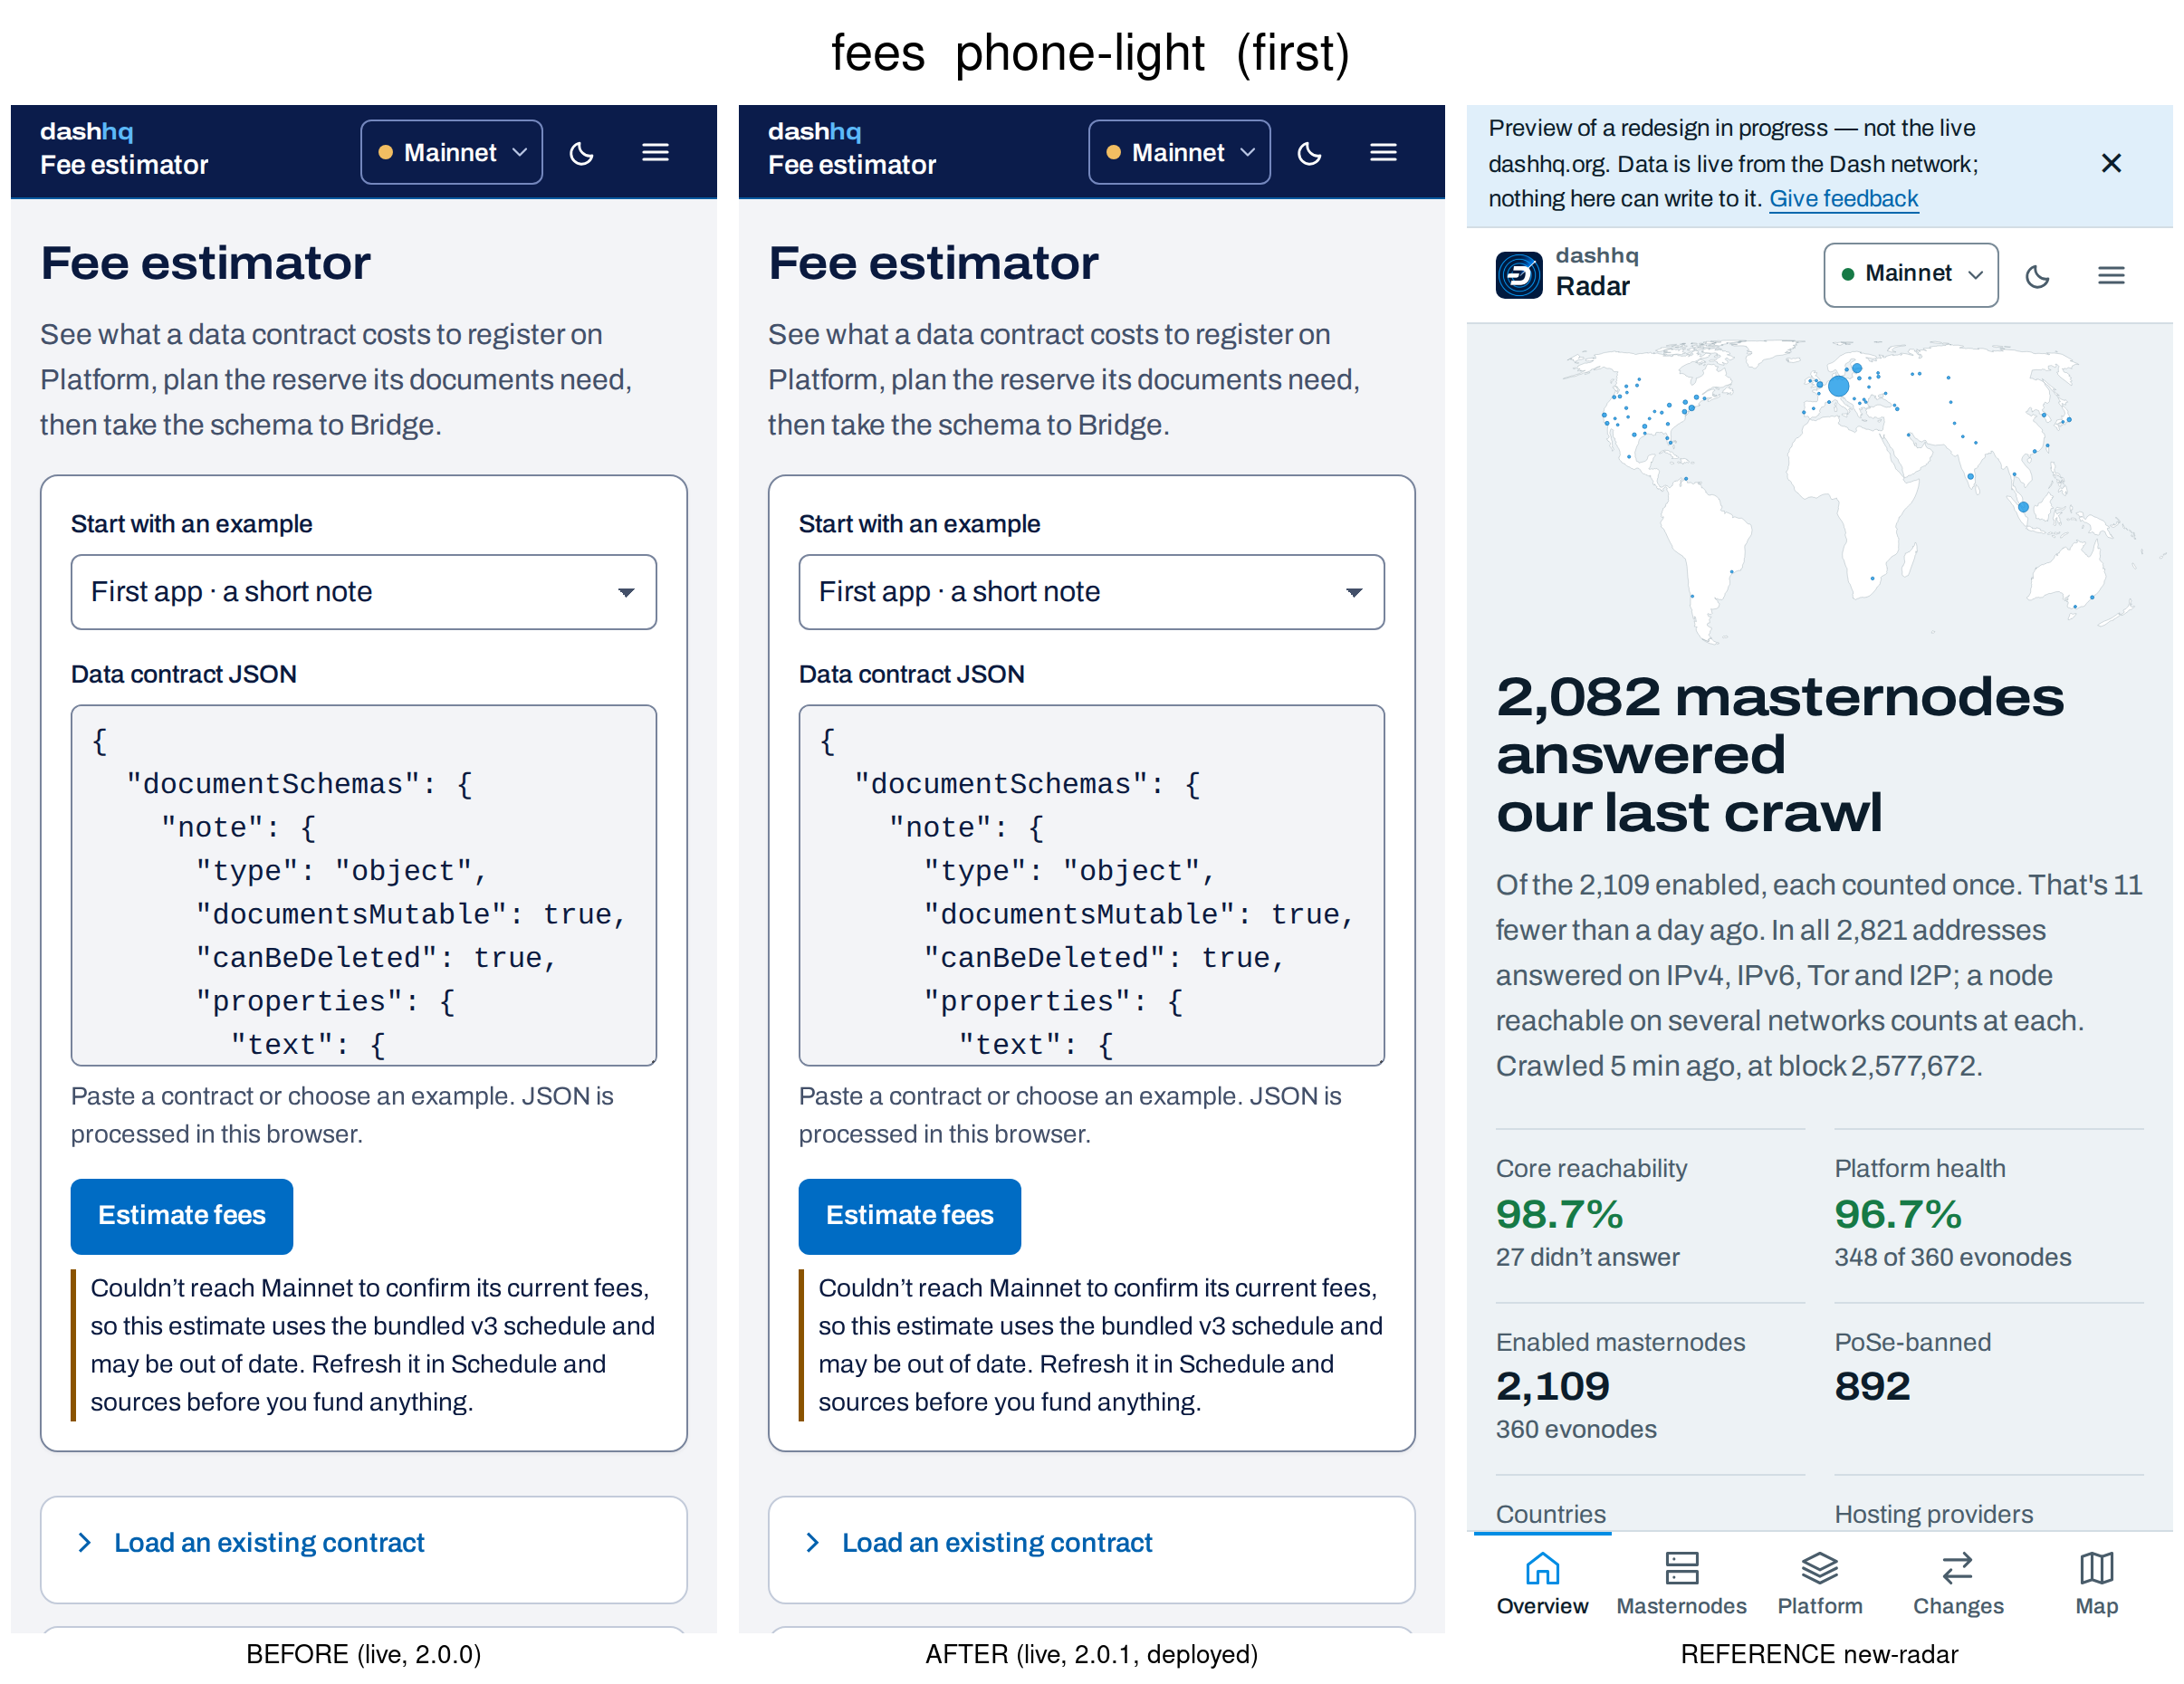 fees phone-light (first)
dashhq
Fee estimator
Mainnet
Fee estimator
See what a data contract costs to register on
Platform, plan the reserve its documents need,
then take the schema to Bridge.
Start with an example
First app · a short note
Data contract JSON
{
"documentSchemas": {
"note": {
"type": "object",
"documentsMutable": true,
"canBeDeleted": true,
"properties": {
"text": {
Paste a contract or choose an example. JSON is
processed in this browser.
Estimate fees
Couldn’t reach Mainnet to confirm its current fees,
so this estimate uses the bundled v3 schedule and
may be out of date. Refresh it in Schedule and
sources before you fund anything.
Load an existing contract
BEFORE (live, 2.0.0)
dashhq
Fee estimator
Mainnet
Fee estimator
See what a data contract costs to register on
Platform, plan the reserve its documents need,
then take the schema to Bridge.
Start with an example
First app · a short note
Data contract JSON
{
"documentSchemas": {
"note": {
"type": "object",
"documentsMutable": true,
"canBeDeleted": true,
"properties": {
"text": {
Paste a contract or choose an example. JSON is
processed in this browser.
Estimate fees
Couldn’t reach Mainnet to confirm its current fees,
so this estimate uses the bundled v3 schedule and
may be out of date. Refresh it in Schedule and
sources before you fund anything.
Load an existing contract
AFTER (live, 2.0.1, deployed)
Preview of a redesign in progress — not the live
dashhq.org. Data is live from the Dash network;
nothing here can write to it. Give feedback
dashhq
Radar
Mainnet
2,082 masternodes
answered
our last crawl
Of the 2,109 enabled, each counted once. That's 11
fewer than a day ago. In all 2,821 addresses
answered on IPv4, IPv6, Tor and I2P; a node
reachable on several networks counts at each.
Crawled 5 min ago, at block 2,577,672.
Core reachability
98.7%
27 didn’t answer
Platform health
96.7%
348 of 360 evonodes
Enabled masternodes
2,109
360 evonodes
PoSe-banned
892
Countries
Hosting providers
Overview
Masternodes
Platform
Changes
Map
REFERENCE new-radar